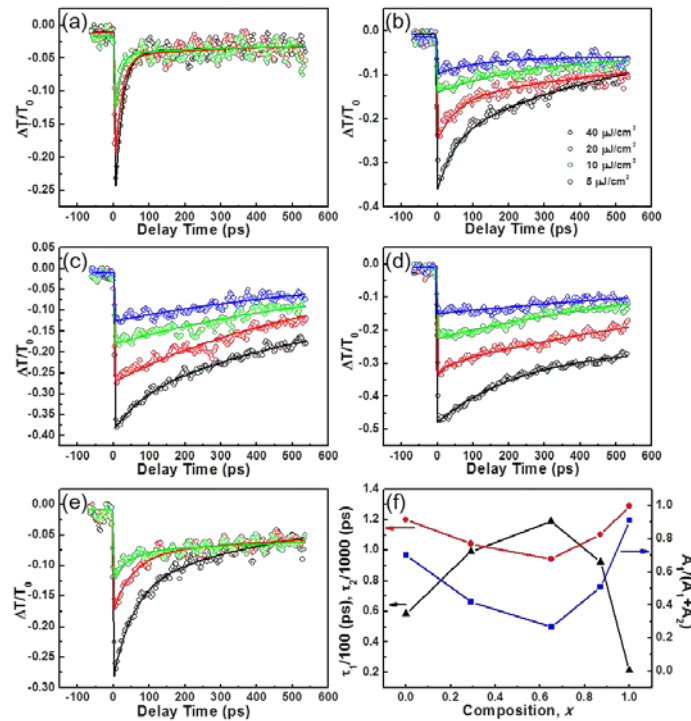 (a)
0.00
-0.05
-0.10
-0.15
-0.20
-0.25
ΔT/T₀
-100 0 100 200 300 400 500 600
Delay Time (ps)
(b)
0.0
-0.1
-0.2
-0.3
-0.4
ΔT/T₀
40 μJ/cm²
20 μJ/cm²
10 μJ/cm²
5 μJ/cm²
-100 0 100 200 300 400 500 600
Delay Time (ps)
(c)
0.05
0.00
-0.05
-0.10
-0.15
-0.20
-0.25
-0.30
-0.35
-0.40
ΔT/T₀
-100 0 100 200 300 400 500 600
Delay Time (ps)
(d)
0.0
-0.1
-0.2
-0.3
-0.4
-0.5
ΔT/T₀
-100 0 100 200 300 400 500 600
Delay Time (ps)
(e)
0.00
-0.05
-0.10
-0.15
-0.20
-0.25
-0.30
ΔT/T₀
-100 0 100 200 300 400 500 600
Delay Time (ps)
(f)
1.4
1.2
1.0
0.8
0.6
0.4
0.2
τ₁/100 (ps), τ₂/1000 (ps)
1.0
0.8
0.6
0.4
0.2
0.0
A₁/(A₁+A₂)
0.0 0.2 0.4 0.6 0.8 1.0
Composition, x